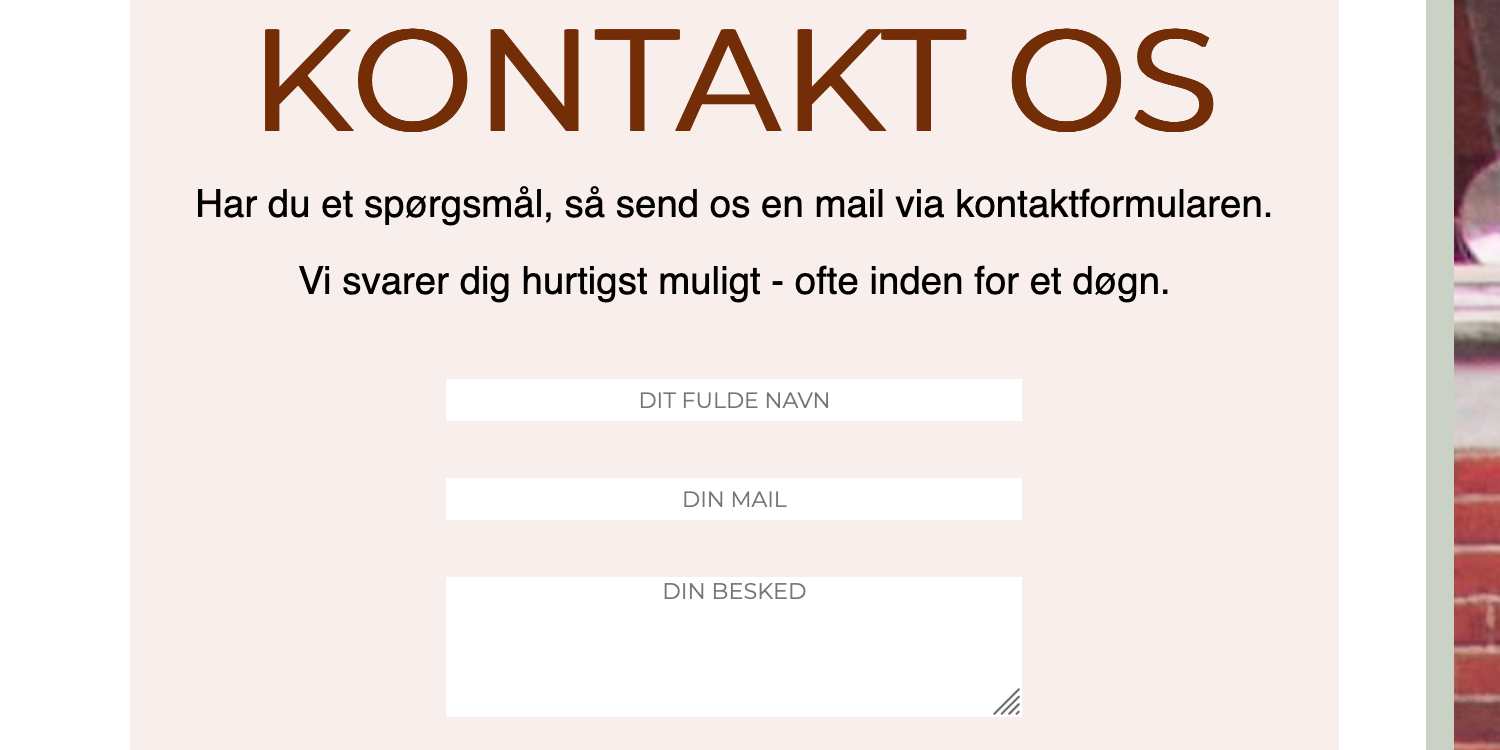 KONTAKT OS
Har du et spørgsmål, så send os en mail via kontaktformularen.
Vi svarer dig hurtigst muligt - ofte inden for et døgn.
DIT FULDE NAVN
DIN MAIL
DIN BESKED